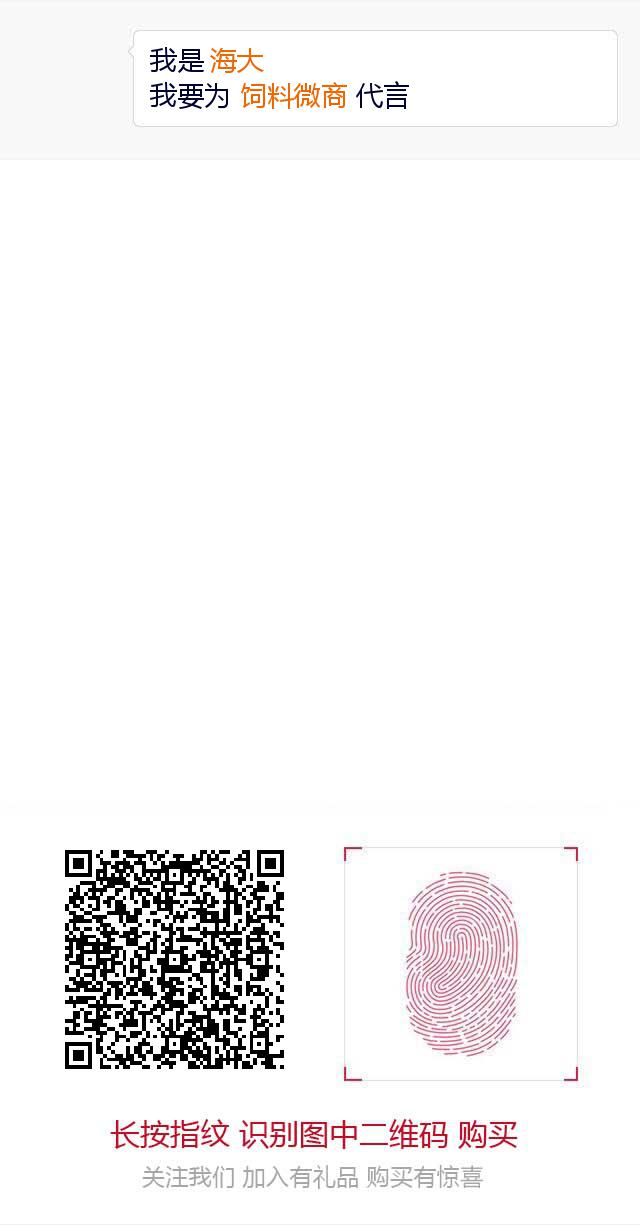 我是 海大
我要为 饲料微商 代言
长按指纹 识别图中二维码 购买
关注我们 加入有礼品 购买有惊喜